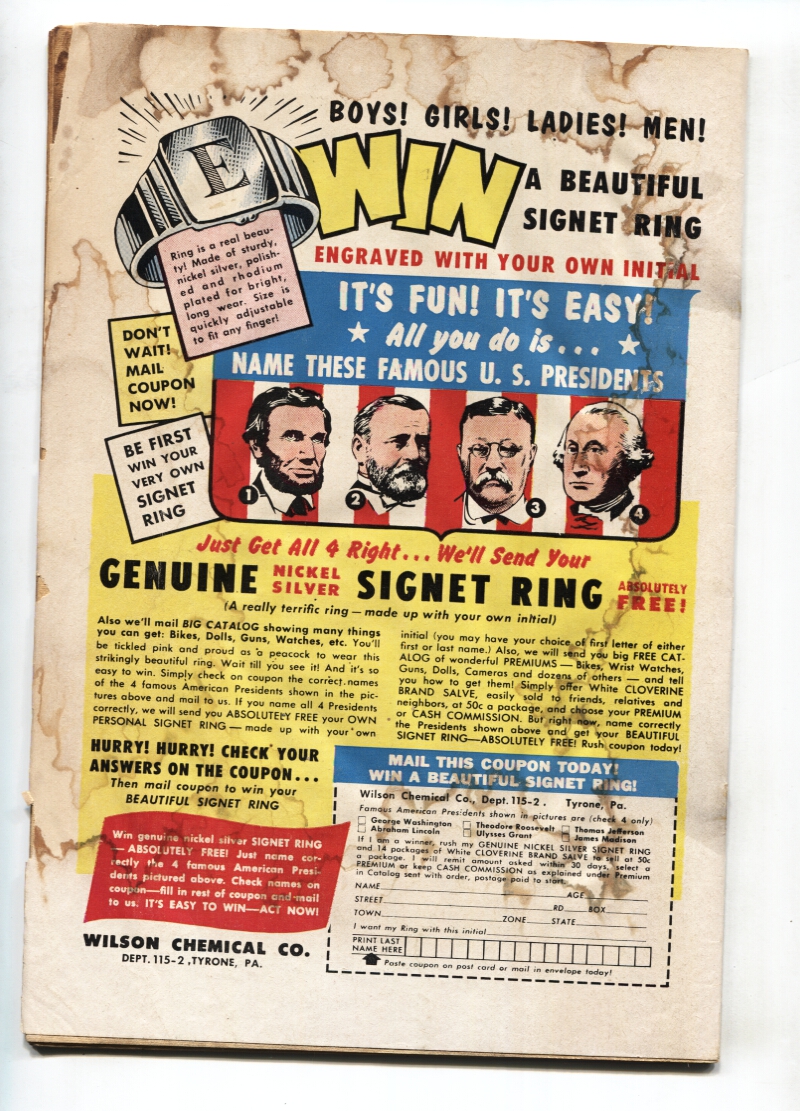 BOYS! GIRLS! LADIES! MEN!
WIN
A BEAUTIFUL
SIGNET RING
ENGRAVED WITH YOUR OWN INITIAL
E
Ring is a real beau-
ty! Made of sturdy,
nickel silver, polish-
ed and rhodium
plated for bright,
long wear. Size is
quickly adjustable
to fit any finger!
DON'T
WAIT!
MAIL
COUPON
NOW!
BE FIRST
WIN YOUR
VERY OWN
SIGNET
RING
IT'S FUN! IT'S EASY!
★ All you do is... ★
NAME THESE FAMOUS U. S. PRESIDENTS
1
2
3
4
Just Get All 4 Right... We'll Send Your
GENUINE NICKEL SILVER SIGNET RING ABSOLUTELY FREE!
(A really terrific ring — made up with your own initial)
Also we'll mail BIG CATALOG showing many things
you can get: Bikes, Dolls, Guns, Watches, etc. You'll
be tickled pink and proud as a peacock to wear this
strikingly beautiful ring. Wait till you see it! And it's so
easy to win. Simply check on coupon the correct names
of the 4 famous American Presidents shown in the pic-
tures above and mail to us. If you name all 4 Presidents
correctly, we will send you ABSOLUTELY FREE your OWN
PERSONAL SIGNET RING — made up with your own
initial (you may have your choice of first letter of either
first or last name.) Also, we will send you big FREE CAT-
ALOG of wonderful PREMIUMS — Bikes, Wrist Watches,
Guns, Dolls, Cameras and dozens of others — and tell
you how to get them! Simply offer White CLOVERINE
BRAND SALVE, easily sold to friends, relatives and
neighbors, at 50c a package, and choose your PREMIUM
or CASH COMMISSION. But right now, name correctly
the Presidents shown above and get your BEAUTIFUL
SIGNET RING—ABSOLUTELY FREE! Rush coupon today!
HURRY! HURRY! CHECK YOUR
ANSWERS ON THE COUPON...
Then mail coupon to win your
BEAUTIFUL SIGNET RING
Win genuine nickel silver SIGNET RING
— ABSOLUTELY FREE! Just name cor-
rectly the 4 famous American Presi-
dents pictured above. Check names on
coupon—fill in rest of coupon and mail
to us. IT'S EASY TO WIN—ACT NOW!
WILSON CHEMICAL CO.
DEPT. 115-2, TYRONE, PA.
MAIL THIS COUPON TODAY!
WIN A BEAUTIFUL SIGNET RING!
Wilson Chemical Co., Dept. 115-2, Tyrone, Pa.
Famous American Presidents shown in pictures are (check 4 only)
George Washington Theodore Roosevelt Thomas Jefferson
Abraham Lincoln Ulysses Grant James Madison
If I am a winner, rush my GENUINE NICKEL SILVER SIGNET RING
and 14 packages of White CLOVERINE BRAND SALVE to sell at 50c
a package. I will remit amount asked within 30 days, select a
PREMIUM or keep CASH COMMISSION as explained under Premium
in Catalog sent with order, postage paid to start.
NAME AGE
STREET RD BOX
TOWN ZONE STATE
I want my Ring with this initial
PRINT LAST
NAME HERE
Paste coupon on post card or mail in envelope today!